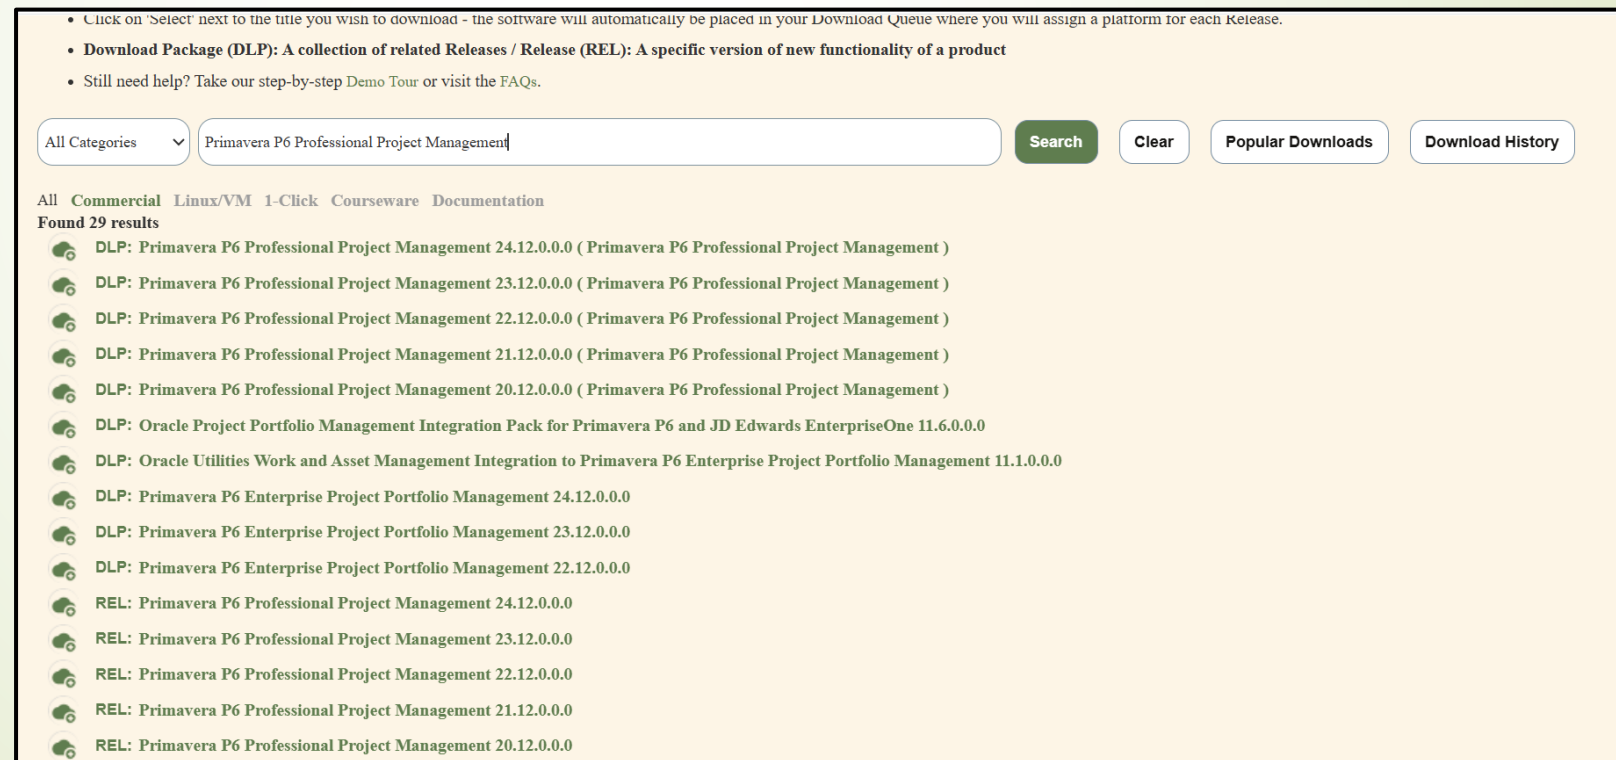 Click on 'Select' next to the title you wish to download - the software will automatically be placed in your Download Queue where you will assign a platform for each Release.
Download Package (DLP): A collection of related Releases / Release (REL): A specific version of new functionality of a product
Still need help? Take our step-by-step Demo Tour or visit the FAQs.
All Categories Primavera P6 Professional Project Management Search Clear Popular Downloads Download History
All Commercial Linux/VM 1-Click Courseware Documentation
Found 29 results
DLP: Primavera P6 Professional Project Management 24.12.0.0.0 ( Primavera P6 Professional Project Management )
DLP: Primavera P6 Professional Project Management 23.12.0.0.0 ( Primavera P6 Professional Project Management )
DLP: Primavera P6 Professional Project Management 22.12.0.0.0 ( Primavera P6 Professional Project Management )
DLP: Primavera P6 Professional Project Management 21.12.0.0.0 ( Primavera P6 Professional Project Management )
DLP: Primavera P6 Professional Project Management 20.12.0.0.0 ( Primavera P6 Professional Project Management )
DLP: Oracle Project Portfolio Management Integration Pack for Primavera P6 and JD Edwards EnterpriseOne 11.6.0.0.0
DLP: Oracle Utilities Work and Asset Management Integration to Primavera P6 Enterprise Project Portfolio Management 11.1.0.0.0
DLP: Primavera P6 Enterprise Project Portfolio Management 24.12.0.0.0
DLP: Primavera P6 Enterprise Project Portfolio Management 23.12.0.0.0
DLP: Primavera P6 Enterprise Project Portfolio Management 22.12.0.0.0
REL: Primavera P6 Professional Project Management 24.12.0.0.0
REL: Primavera P6 Professional Project Management 23.12.0.0.0
REL: Primavera P6 Professional Project Management 22.12.0.0.0
REL: Primavera P6 Professional Project Management 21.12.0.0.0
REL: Primavera P6 Professional Project Management 20.12.0.0.0